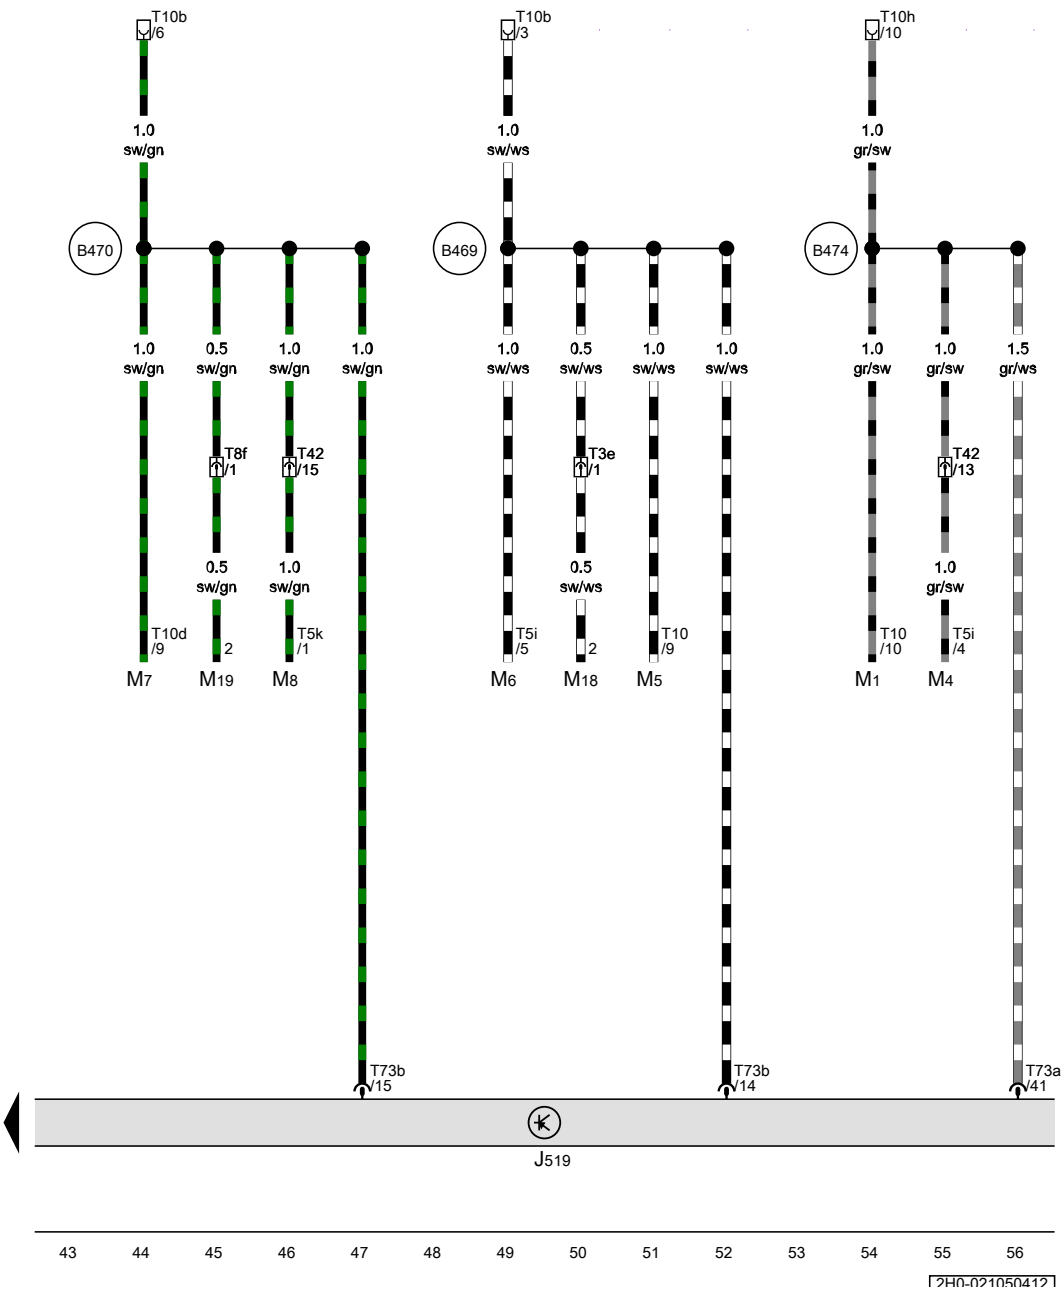 T10b
/6
T10b
/3
T10h
/10
1.0
sw/gn
1.0
sw/ws
1.0
gr/sw
B470
B469
B474
1.0
sw/gn
0.5
sw/gn
1.0
sw/gn
1.0
sw/gn
1.0
sw/ws
0.5
sw/ws
1.0
sw/ws
1.0
sw/ws
1.0
gr/sw
1.0
gr/sw
1.5
gr/ws
T8f
/1
T42
/15
T3e
/1
T42
/13
0.5
sw/gn
1.0
sw/gn
0.5
sw/ws
1.0
gr/sw
T10d
/9
2
T5k
/1
T5i
/5
2
T10
/9
T10
/10
T5i
/4
M7
M19
M8
M6
M18
M5
M1
M4
T73b
/15
T73b
/14
T73a
/41
J519
43 44 45 46 47 48 49 50 51 52 53 54 55 56
2H0-021050412